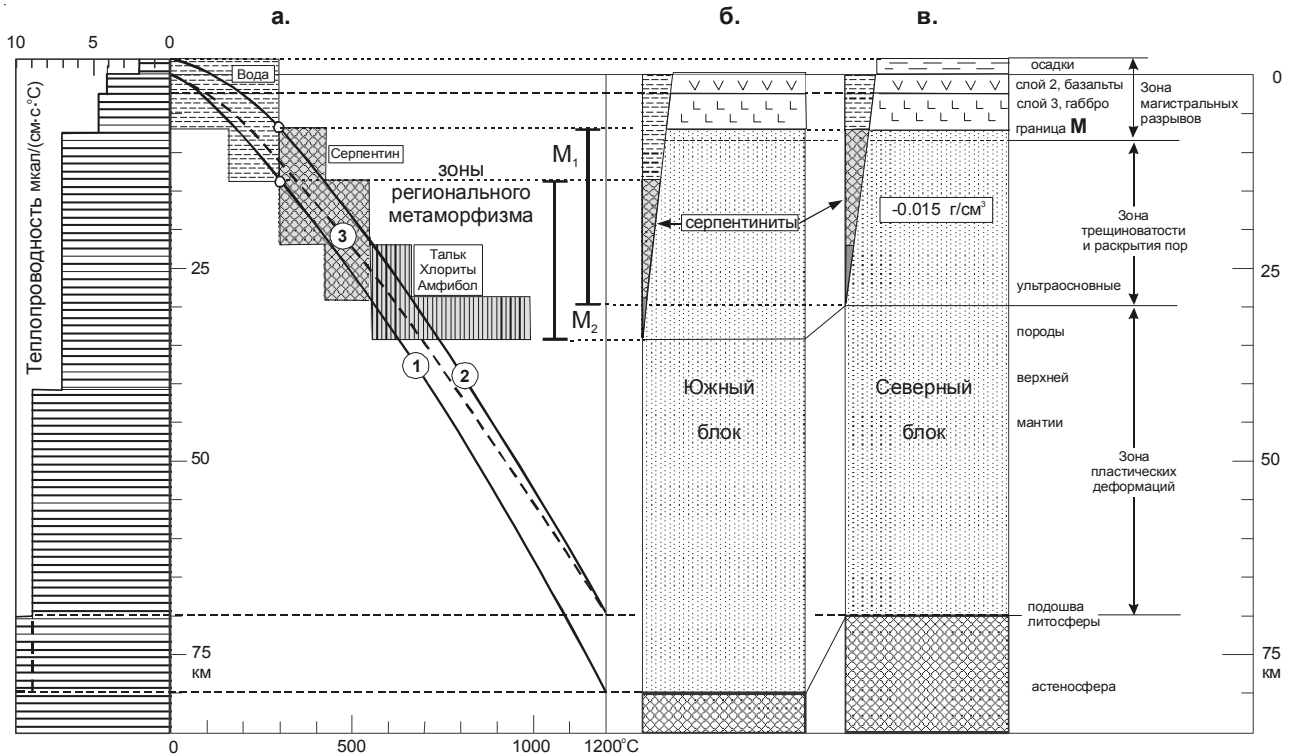 а.
б.
в.
10
5
0
Теплопроводность мкал/(см·с·°С)
Вода
Серпентин
зоны
регионального
метаморфизма
Тальк
Хлориты
Амфибол
М₁
М₂
3
1
2
25
50
75
км
0
500
1000
1200°С
серпентиниты
-0.015 г/см³
Южный
блок
Северный
блок
осадки
слой 2, базальты
слой 3, габбро
граница М
ультраосновные
породы
верхней
мантии
подошва
литосферы
астеносфера
Зона
магистральных
разрывов
Зона
трещиноватости
и раскрытия пор
Зона
пластических
деформаций
0
25
50
75
км